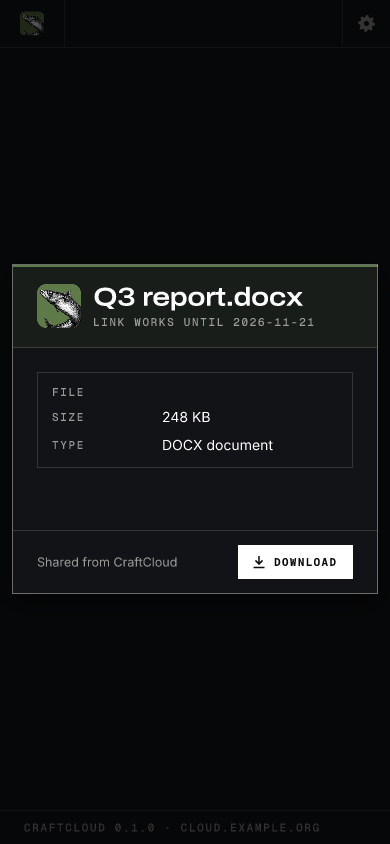 Q3 report.docx
LINK WORKS UNTIL 2026-11-21
FILE
SIZE 248 KB
TYPE DOCX document
Shared from CraftCloud
DOWNLOAD
CRAFTCLOUD 0.1.0 · CLOUD.EXAMPLE.ORG